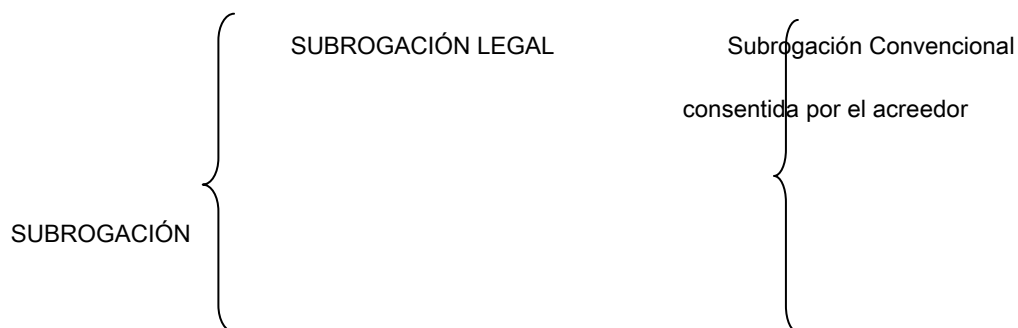 SUBROGACIÓN LEGAL Subrogación Convencional
consentida por el acreedor
SUBROGACIÓN